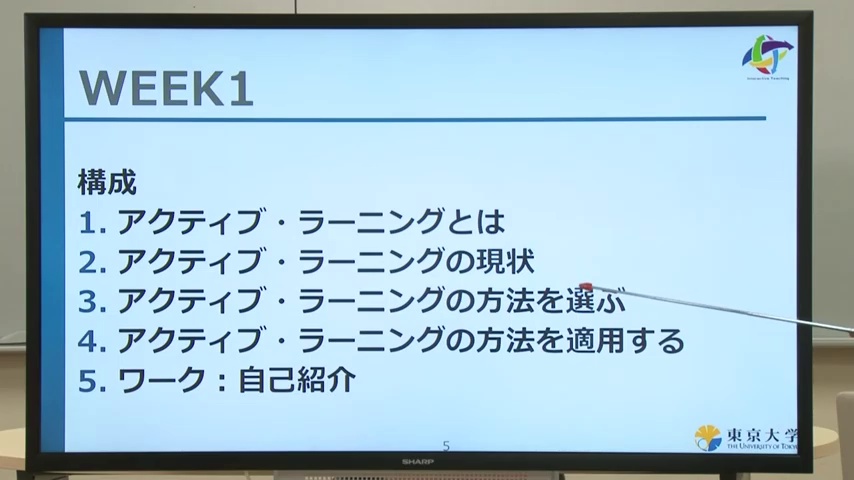 WEEK1
Interactive Teaching
構成
1. アクティブ・ラーニングとは
2. アクティブ・ラーニングの現状
3. アクティブ・ラーニングの方法を選ぶ
4. アクティブ・ラーニングの方法を適用する
5. ワーク：自己紹介
5
東京大学
THE UNIVERSITY OF TOKYO
SHARP